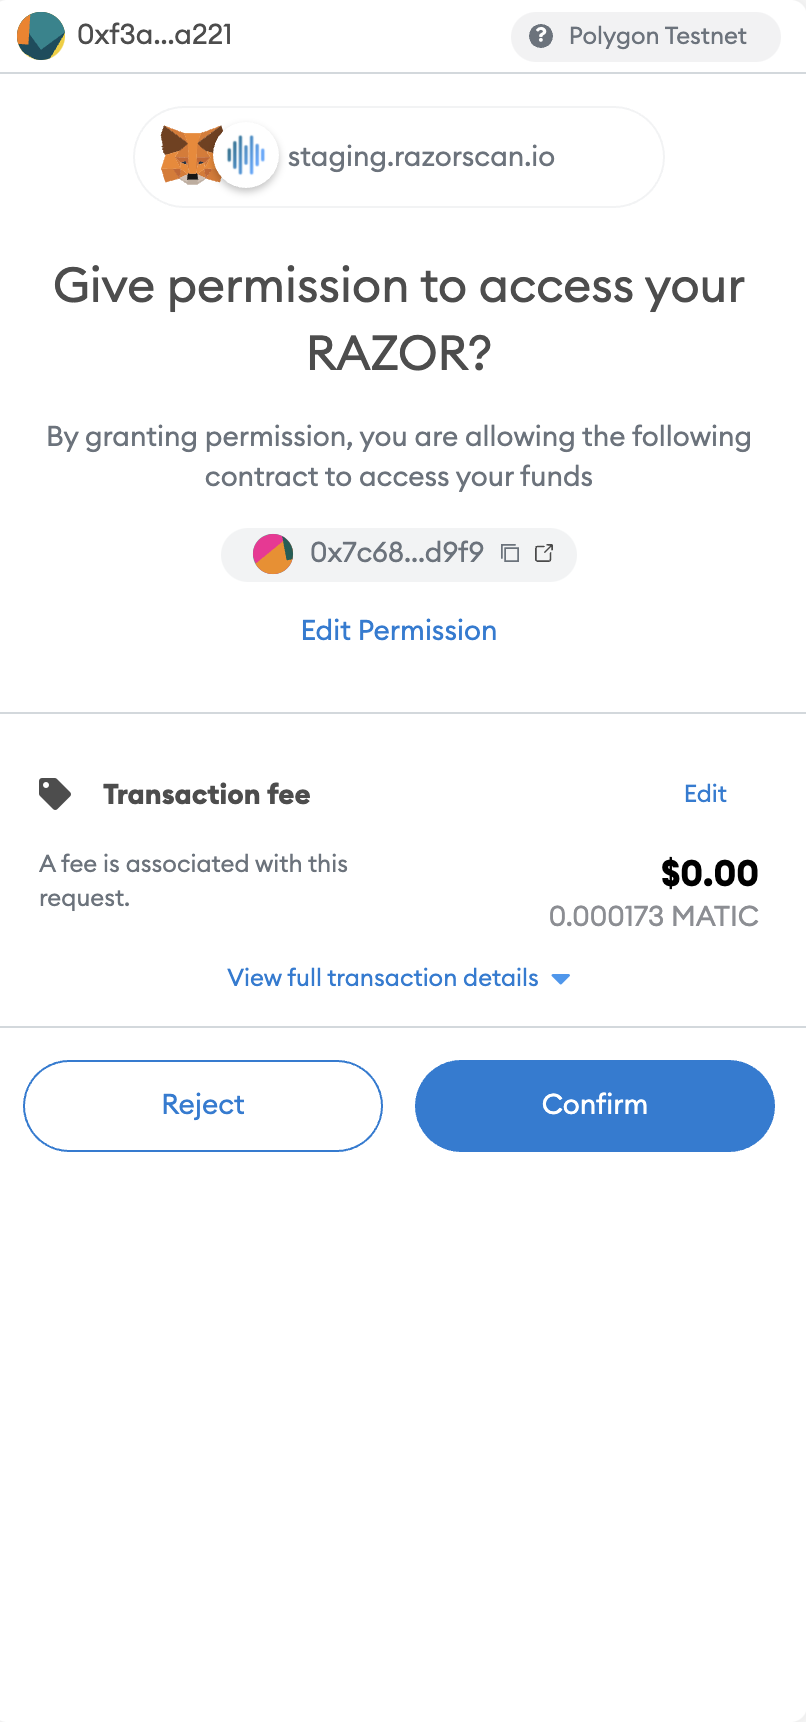 0xf3a...a221
Polygon Testnet
staging.razorscan.io
Give permission to access your
RAZOR?
By granting permission, you are allowing the following
contract to access your funds
0x7c68...d9f9
Edit Permission
Transaction fee
Edit
A fee is associated with this
request.
$0.00
0.000173 MATIC
View full transaction details
Reject
Confirm